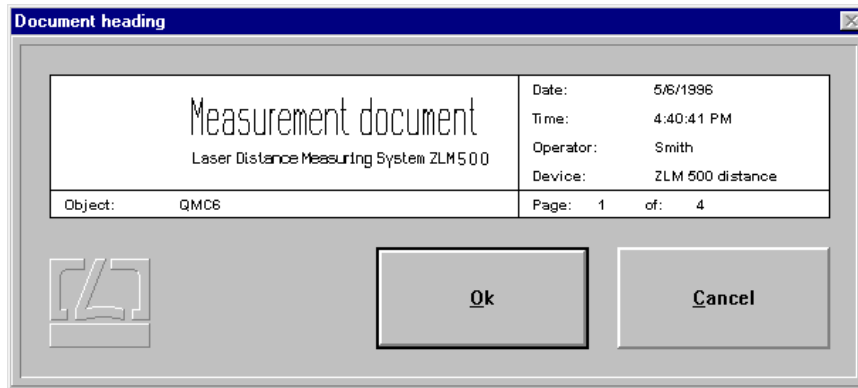 Document heading
Measurement document
Laser Distance Measuring System ZLM500
Date: 5/6/1996
Time: 4:40:41 PM
Operator: Smith
Device: ZLM 500 distance
Object: QMC6
Page: 1 of: 4
Ok
Cancel